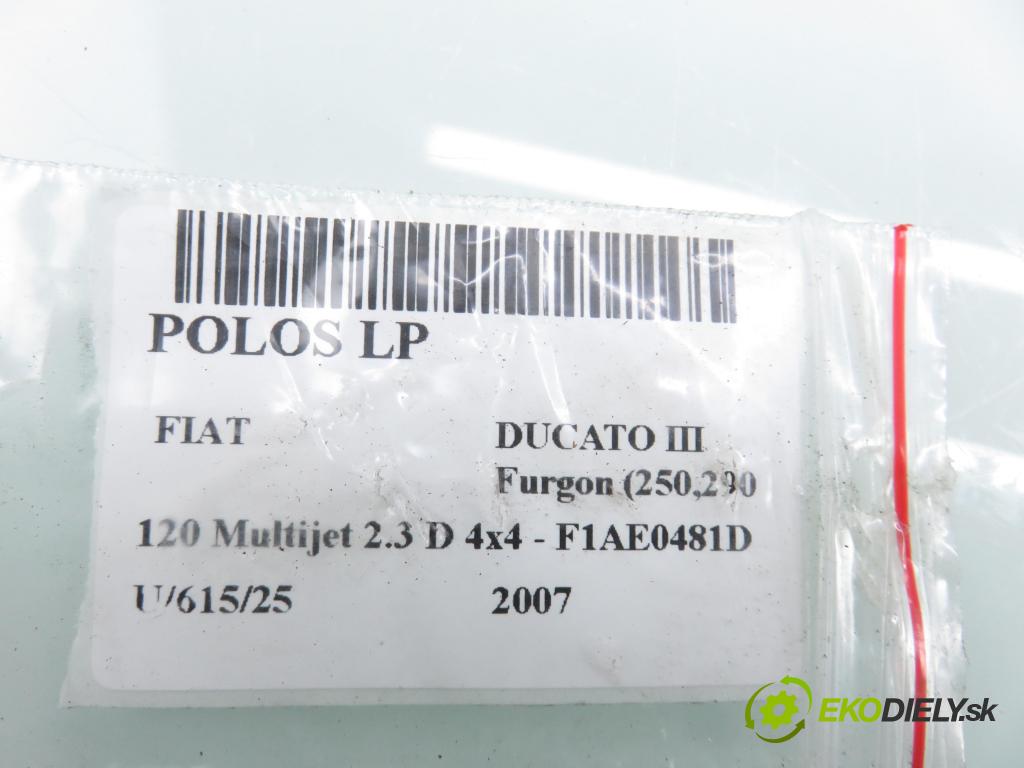 POLOS LP
FIAT DUCATO III
Furgon (250,290
120 Multijet 2.3 D 4x4 - F1AE0481D
U/615/25 2007
EKODIELY.sk